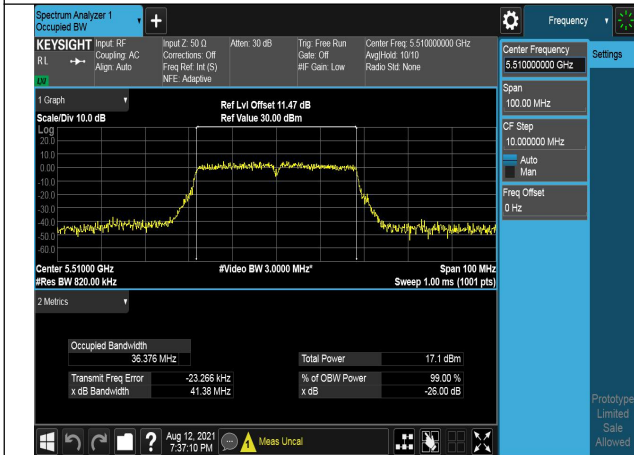 Spectrum Analyzer 1
Occupied BW
Frequency
KEYSIGHT
RL
LXI
Input: RF
Coupling: AC
Align: Auto
Input Z: 50 Ω
Corrections: Off
Freq Ref: Int (S)
NFE: Adaptive
Atten: 30 dB
Trig: Free Run
Gate: Off
#IF Gain: Low
Center Freq: 5.510000000 GHz
Avg|Hold: 10/10
Radio Std: None
Center Frequency
5.510000000 GHz
Settings
Span
100.00 MHz
CF Step
10.000000 MHz
Auto
Man
Freq Offset
0 Hz
1 Graph
Scale/Div 10.0 dB
Ref Lvl Offset 11.47 dB
Ref Value 30.00 dBm
Log
20.0
10.0
0.00
-10.0
-20.0
-30.0
-40.0
-50.0
-60.0
Center 5.51000 GHz
#Video BW 3.0000 MHz*
Span 100 MHz
#Res BW 820.00 kHz
Sweep 1.00 ms (1001 pts)
2 Metrics
Occupied Bandwidth
36.376 MHz
Total Power 17.1 dBm
Transmit Freq Error -23.266 kHz
% of OBW Power 99.00 %
x dB Bandwidth 41.38 MHz
x dB -26.00 dB
Prototype
Limited
Sale
Allowed
?
Aug 12, 2021
7:37:10 PM
Meas Uncal